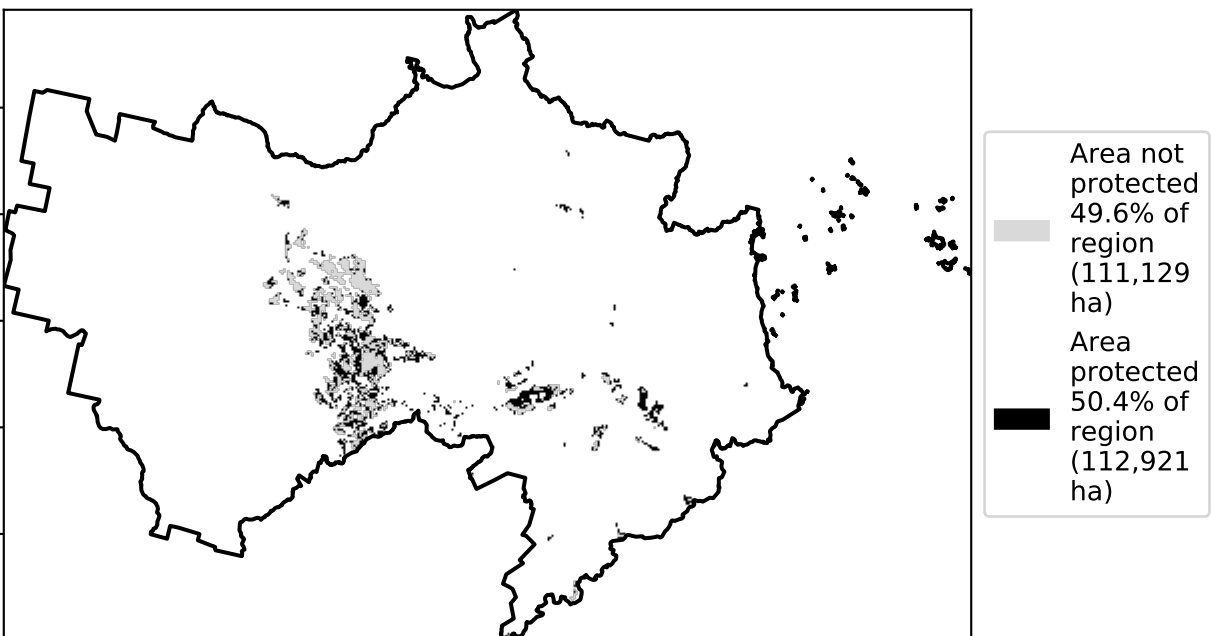 Area not
protected
49.6% of
region
(111,129
ha)
Area
protected
50.4% of
region
(112,921
ha)